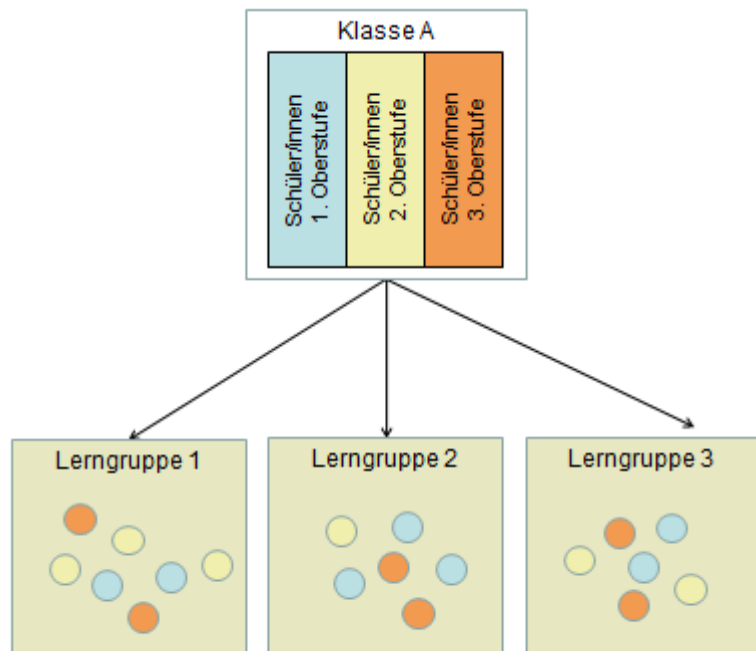 Klasse A
Schüler/innen
1. Oberstufe
Schüler/innen
2. Oberstufe
Schüler/innen
3. Oberstufe
Lerngruppe 1
Lerngruppe 2
Lerngruppe 3